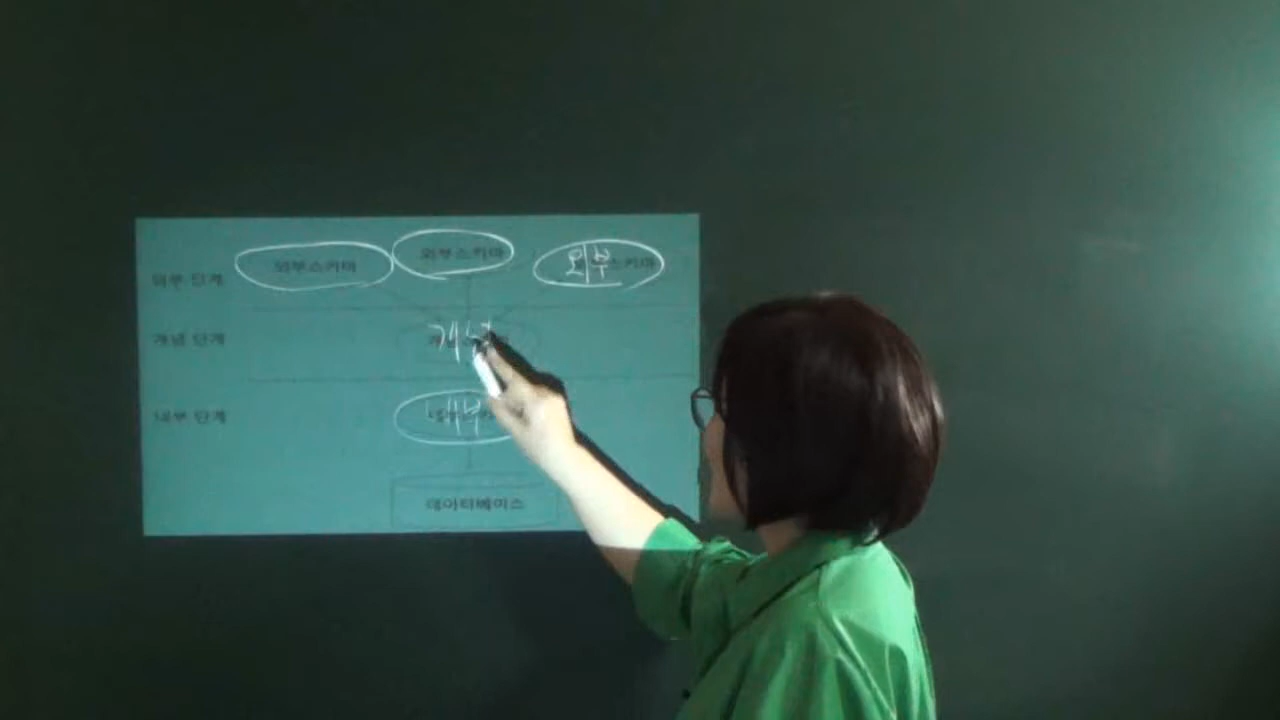 외부스키마 외부스키마 외부스키마
외부 단계
개념 단계
개념
내부 단계
내부
데이터베이스